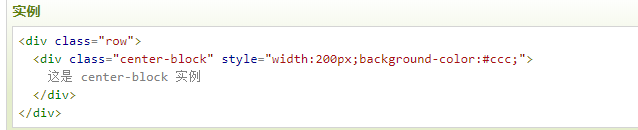 实例
<div class="row">
  <div class="center-block" style="width:200px;background-color:#ccc;">
    这是 center-block 实例
  </div>
</div>